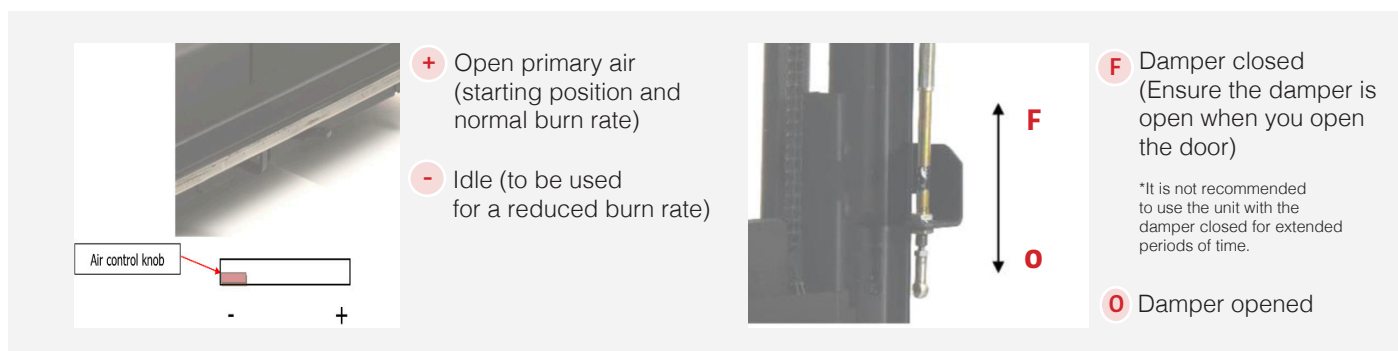 + Open primary air
(starting position and
normal burn rate)
- Idle (to be used
for a reduced burn rate)
Air control knob
- +
F
O
F Damper closed
(Ensure the damper is
open when you open
the door)
*It is not recommended
to use the unit with the
damper closed for extended
periods of time.
O Damper opened